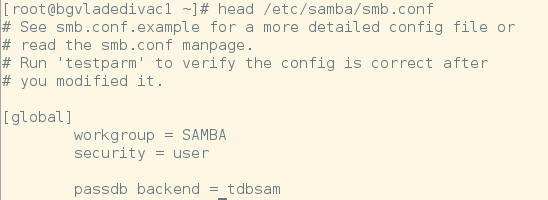 [root@bgvladedivac1 ~]# head /etc/samba/smb.conf
# See smb.conf.example for a more detailed config file or
# read the smb.conf manpage.
# Run 'testparm' to verify the config is correct after
# you modified it.
[global]
workgroup = SAMBA
security = user
passdb backend = tdbsam